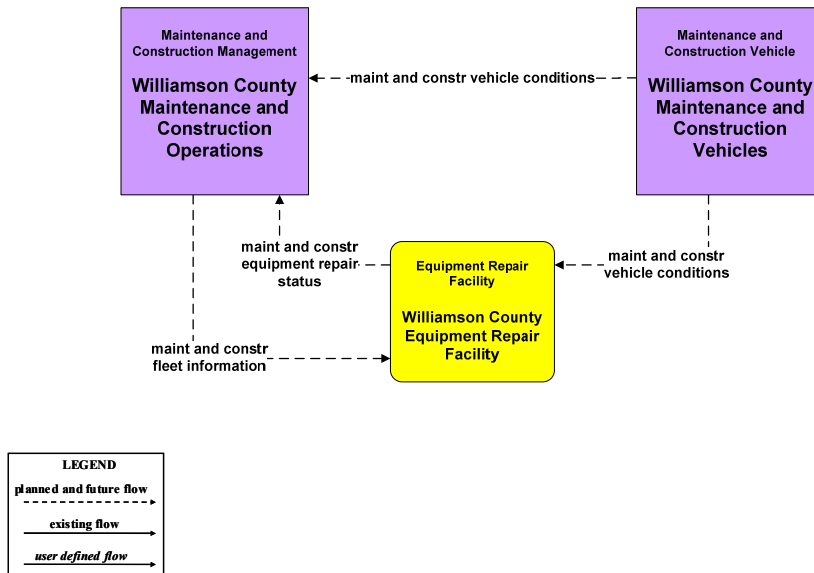 Maintenance and
Construction Management
Williamson County
Maintenance and
Construction
Operations
Maintenance and
Construction Vehicle
Williamson County
Maintenance and
Construction
Vehicles
maint and constr vehicle conditions
maint and constr
equipment repair
status
Equipment Repair
Facility
Williamson County
Equipment Repair
Facility
maint and constr
vehicle conditions
maint and constr
fleet information
LEGEND
planned and future flow
existing flow
user defined flow